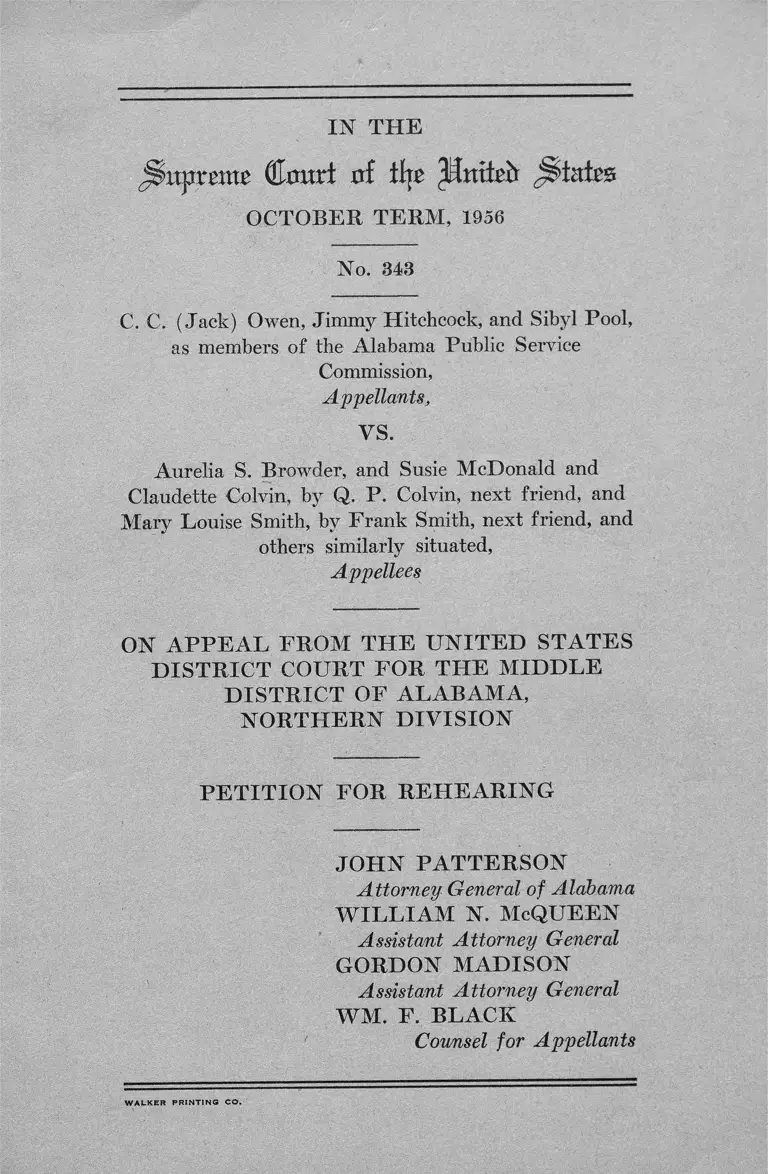 IN THE
Supreme Court of the United States
OCTOBER TERM, 1956
No. 343
C. C. (Jack) Owen, Jimmy Hitchcock, and Sibyl Pool,
as members of the Alabama Public Service
Commission,
Appellants,
VS.
Aurelia S. Browder, and Susie McDonald and
Claudette Colvin, by Q. P. Colvin, next friend, and
Mary Louise Smith, by Frank Smith, next friend, and
others similarly situated,
Appellees
ON APPEAL FROM THE UNITED STATES
DISTRICT COURT FOR THE MIDDLE
DISTRICT OF ALABAMA,
NORTHERN DIVISION
PETITION FOR REHEARING
JOHN PATTERSON
Attorney General of Alabama
WILLIAM N. McQUEEN
Assistant Attorney General
GORDON MADISON
Assistant Attorney General
WM. F. BLACK
Counsel for Appellants
WALKER PRINTING CO.